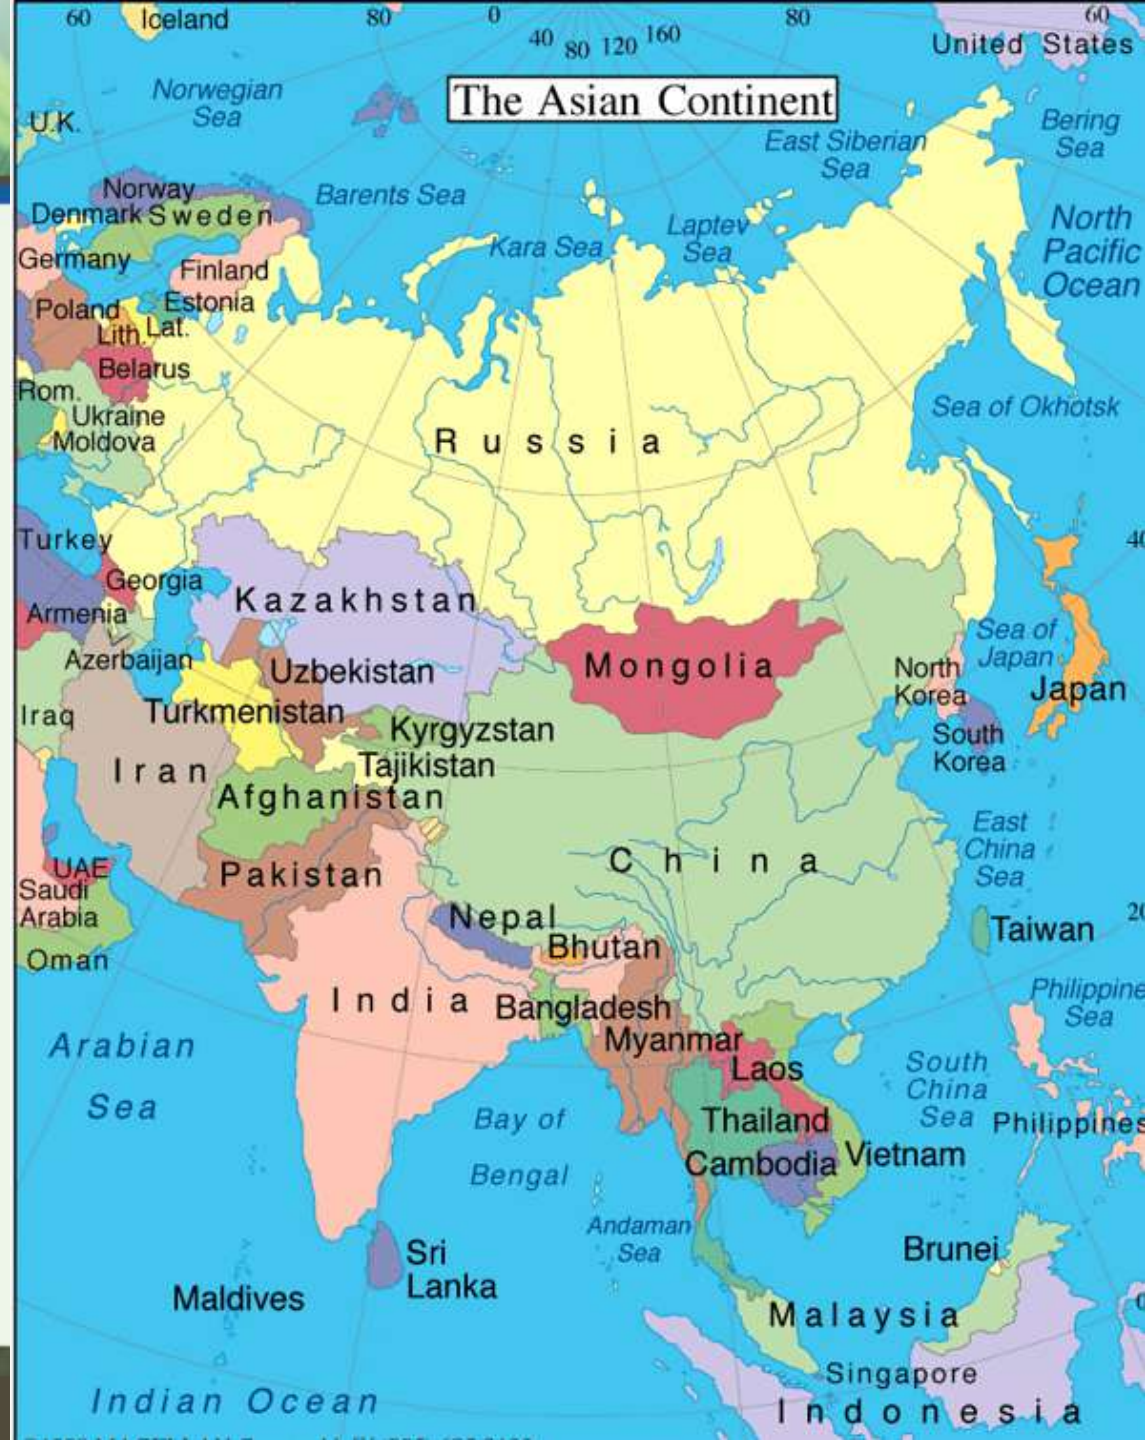 60
Iceland
80
0
40
80
120
160
80
60
United States
The Asian Continent
Norwegian
Sea
U.K.
East Siberian
Sea
Bering
Sea
Norway
Barents Sea
Denmark
Sweden
Laptev
Sea
Kara Sea
North
Pacific
Ocean
Germany
Finland
Poland
Estonia
Lith.
Lat.
Belarus
Rom.
Ukraine
Moldova
Russia
Sea of Okhotsk
Turkey
40
Georgia
Armenia
Kazakhstan
Azerbaijan
Uzbekistan
Mongolia
Sea of
Japan
North
Korea
Japan
Iraq
Turkmenistan
Kyrgyzstan
South
Korea
Iran
Tajikistan
Afghanistan
UAE
Pakistan
China
East
China
Sea
Saudi
Arabia
Nepal
Bhutan
Taiwan
20
Oman
India
Bangladesh
Philippine
Sea
Myanmar
Arabian
Sea
Laos
South
China
Sea
Bay of
Bengal
Thailand
Philippines
Cambodia
Vietnam
Andaman
Sea
Sri
Lanka
Brunei
Maldives
Malaysia
0
Singapore
Indian Ocean
Indonesia